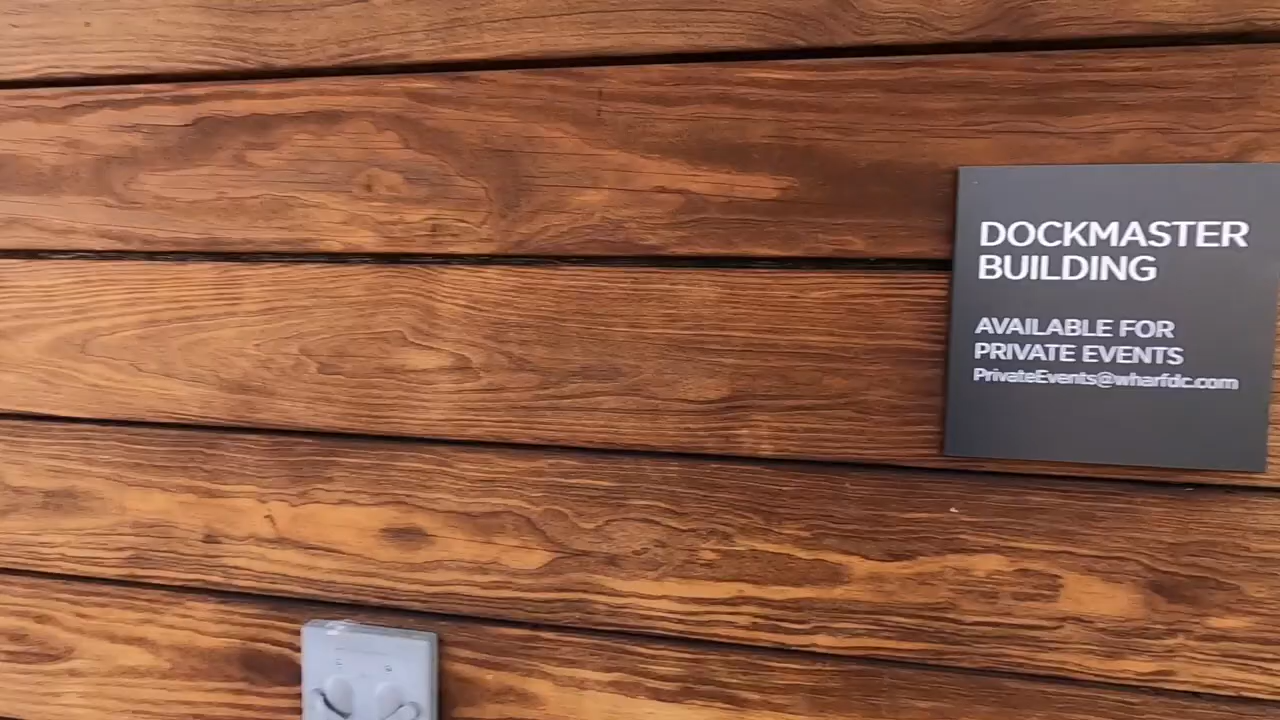 DOCKMASTER
BUILDING
AVAILABLE FOR
PRIVATE EVENTS
PrivateEvents@wharfdc.com